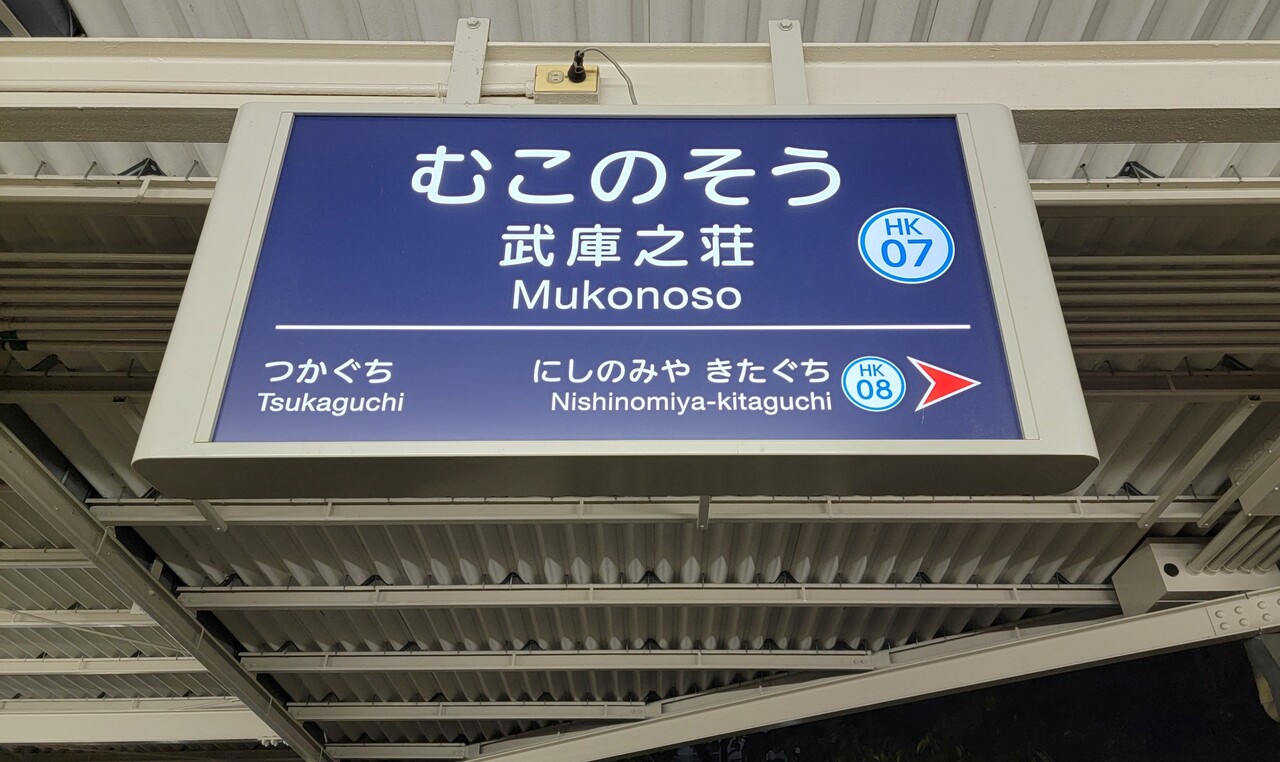 むこのそう
武庫之荘
HK
07
Mukonoso
つかぐち
Tsukaguchi
にしのみや きたぐち
Nishinomiya-kitaguchi
HK
08